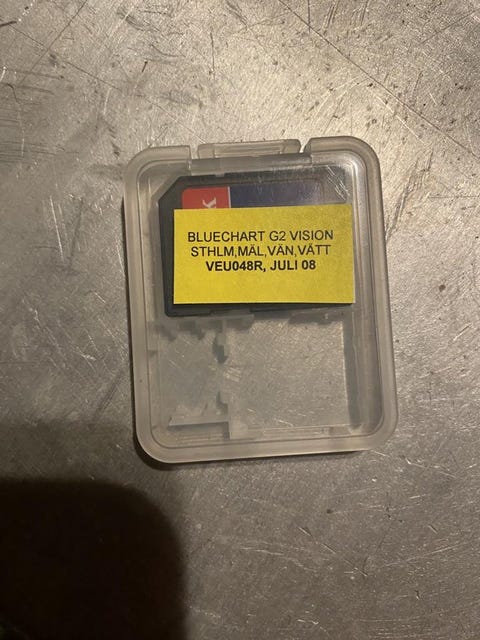 BLUECHART G2 VISION
STHLM,MÄL,VÄN,VÄTT
VEU048R, JULI 08